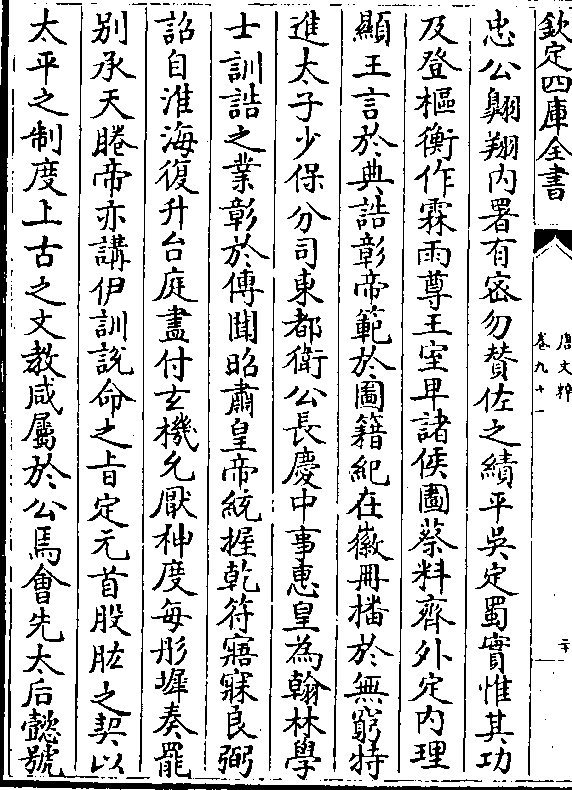 欽定四庫全書
唐文粹
卷九十一
二十
忠公翺翔内署有宻勿賛佐之績平吳定蜀實惟其功
及登樞衡作霖雨尊王室卑諸侯圖蔡料齊外定内理
顯王言於典誥彰帝範於圖籍紀在徽冊播於無窮特
進太子少保分司東都衛公長慶中事惠皇為翰林學
士訓誥之業彰於傳聞昭肅皇帝統握乾符寤寐良弼
詔自淮海復升台庭盡付玄機允厭神度每彤墀奏罷
别承天睠帝亦講伊訓說命之㫖定元首股肱之契以
太平之制度上古之文教咸屬於公焉會先太后懿號